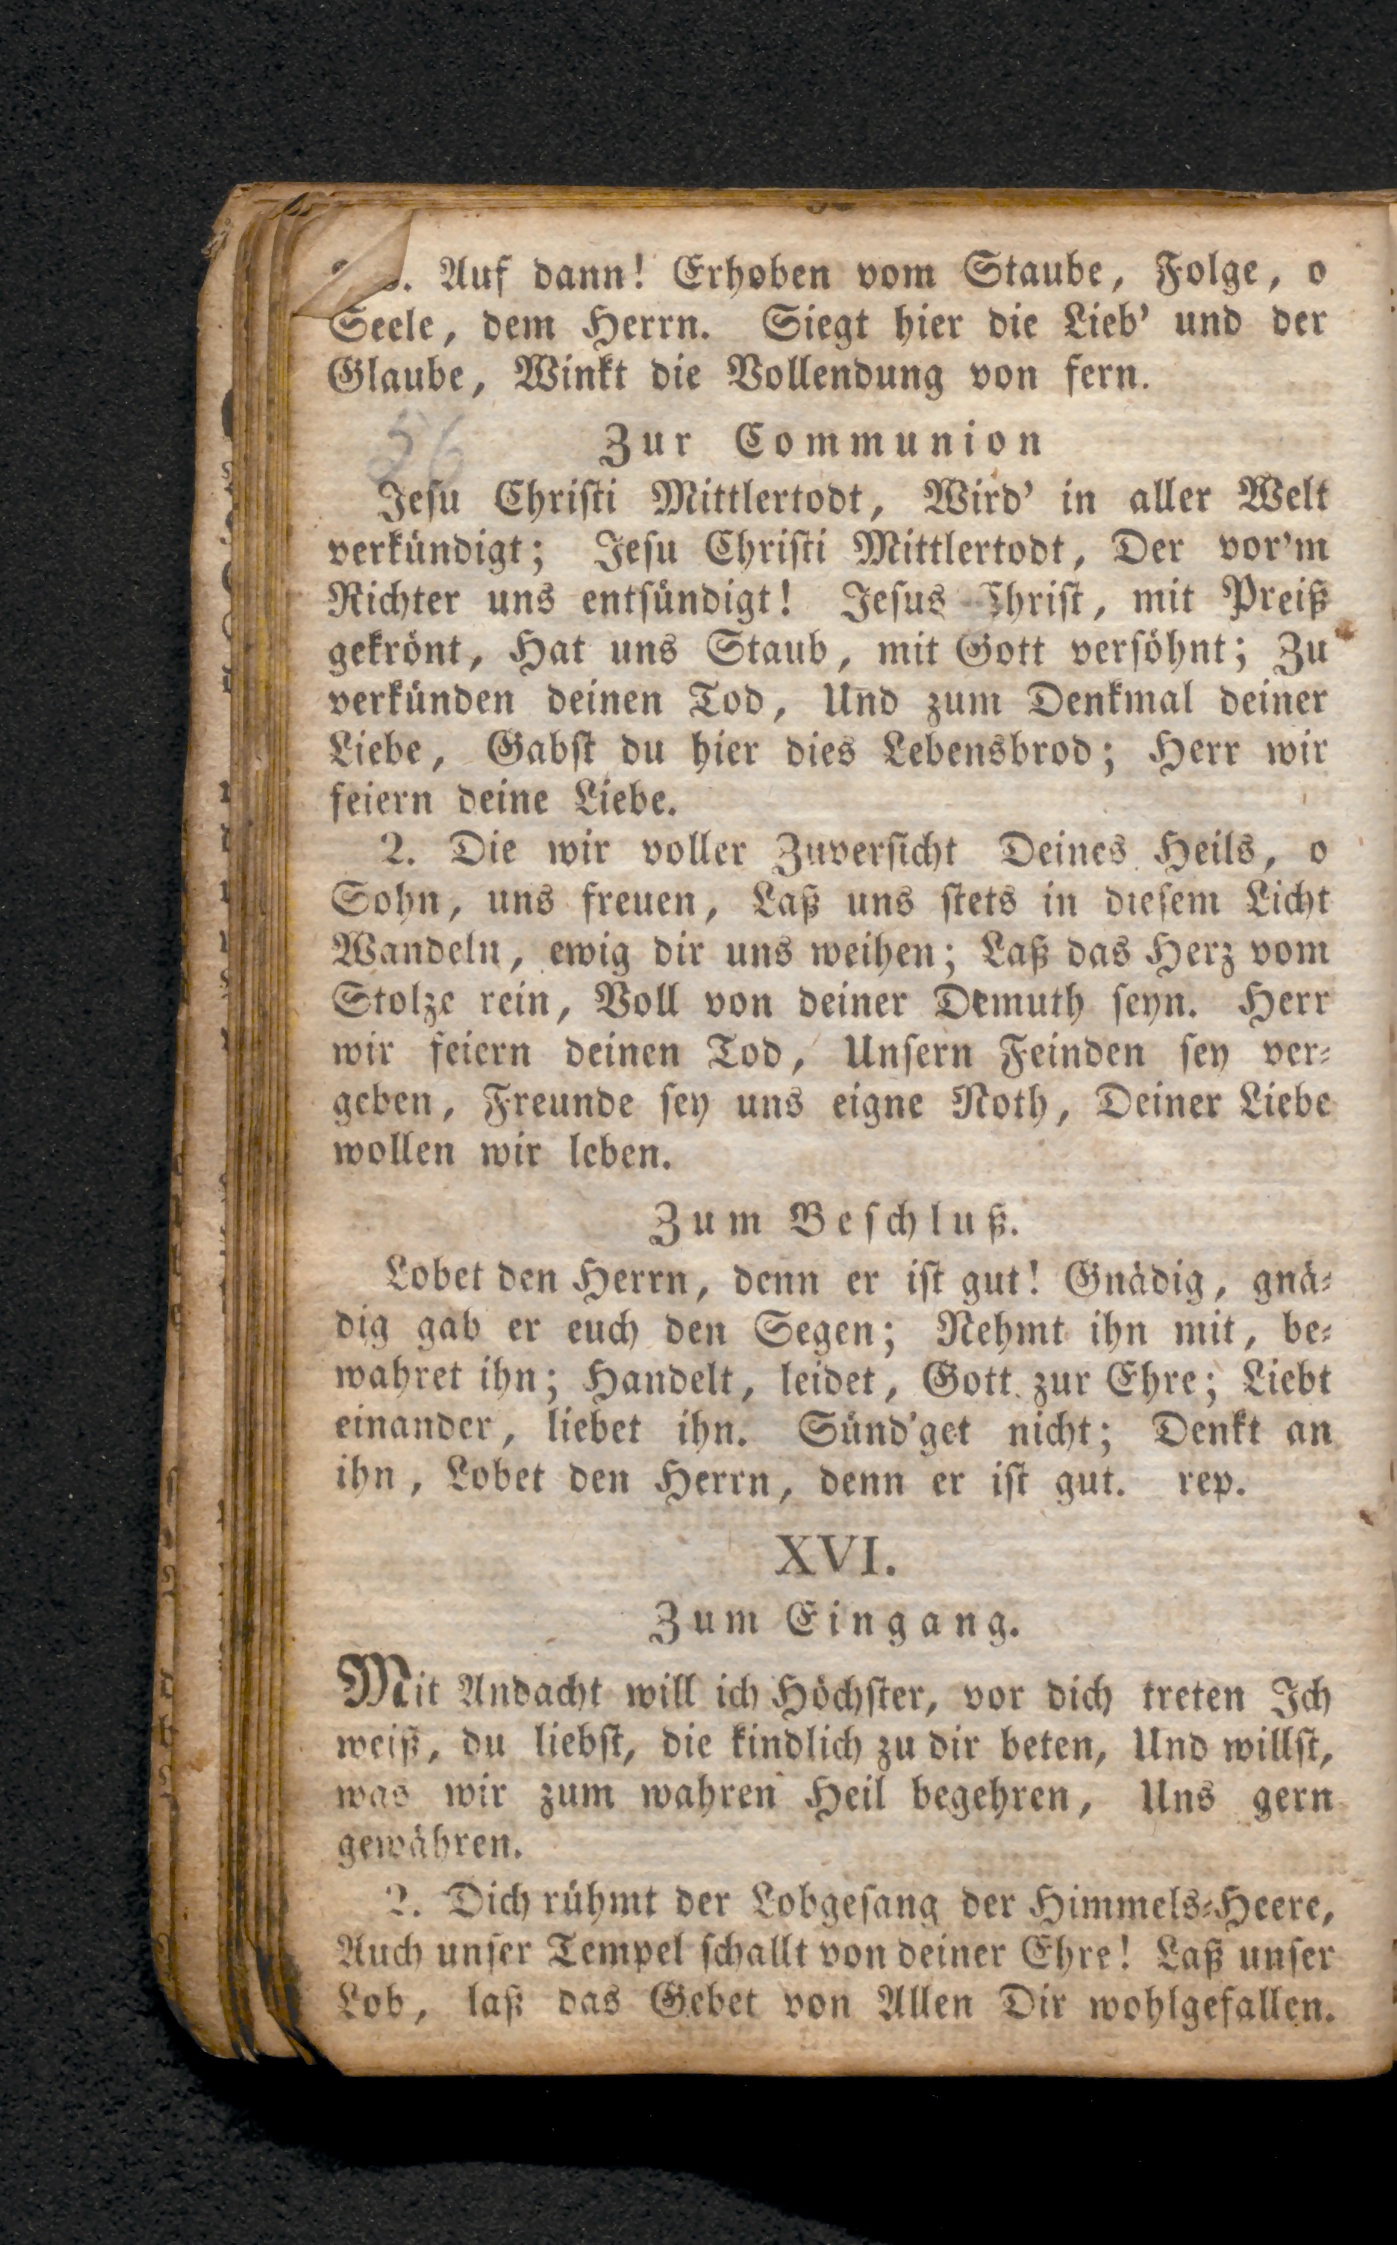 . Auf dann! Erhoben vom Staube, Folge, o
Seele, dem Herrn. Siegt hier die Lieb' und der
Glaube, Winkt die Vollendung von fern.
56
Zur Communion
Jesu Christi Mittlertodt, Wird' in aller Welt
verkündigt; Jesu Christi Mittlertodt, Der vor'm
Richter uns entsündigt! Jesus Christ, mit Preiß
gekrönt, Hat uns Staub, mit Gott versöhnt; Zu
verkünden deinen Tod, Und zum Denkmal deiner
Liebe, Gabst du hier dies Lebensbrod; Herr wir
feiern deine Liebe.
2. Die wir voller Zuversicht Deines Heils, o
Sohn, uns freuen, Laß uns stets in diesem Licht
Wandeln, ewig dir uns weihen; Laß das Herz vom
Stolze rein, Voll von deiner Demuth seyn. Herr
wir feiern deinen Tod, Unsern Feinden sey ver-
geben, Freunde sey uns eigne Noth, Deiner Liebe
wollen wir leben.
Zum Beschluß.
Lobet den Herrn, denn er ist gut! Gnädig, gnä-
dig gab er euch den Segen; Nehmt ihn mit, be-
wahret ihn; Handelt, leidet, Gott zur Ehre; Liebt
einander, liebet ihn. Sünd'get nicht; Denkt an
ihn, Lobet den Herrn, denn er ist gut. rep.
XVI.
Zum Eingang.
Mit Andacht will ich Höchster, vor dich treten Ich
weiß, du liebst, die kindlich zu dir beten, Und willst,
was wir zum wahren Heil begehren, Uns gern
gewähren.
2. Dich rühmt der Lobgesang der Himmels-Heere,
Auch unser Tempel schallt von deiner Ehre! Laß unser
Lob, laß das Gebet von Allen Dir wohlgefallen.